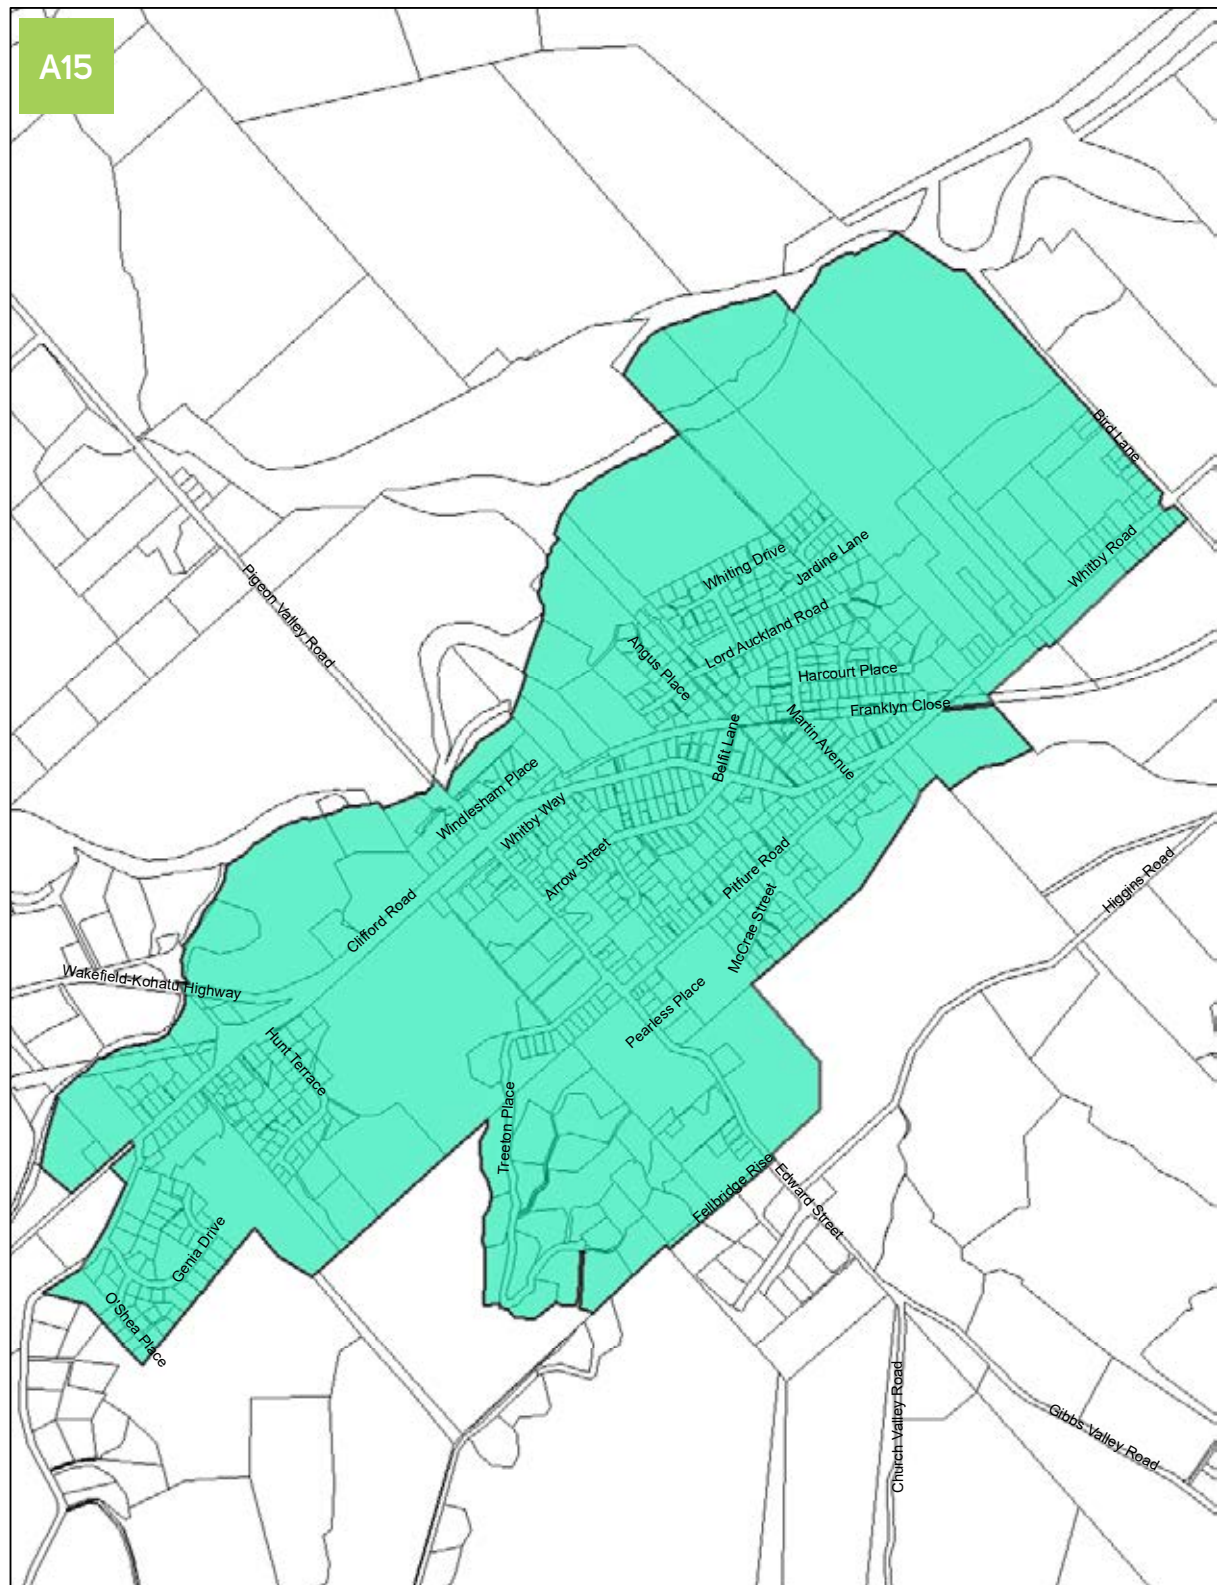 A15
Bird Lane
Whitby Road
Whiting Drive
Jardine Lane
Pigeon Valley Road
Lord Auckland Road
Angus Place
Harcourt Place
Franklyn Close
Martin Avenue
Belfit Lane
Windlesham Place
Whitby Way
Arrow Street
Pitfure Road
Higgins Road
McCrae Street
Clifford Road
Wakefield-Kohatu Highway
Pearless Place
Hunt Terrace
Treeton Place
Fellbridge Rise
Edward Street
Genia Drive
O'Shea Place
Church Valley Road
Gibbs Valley Road